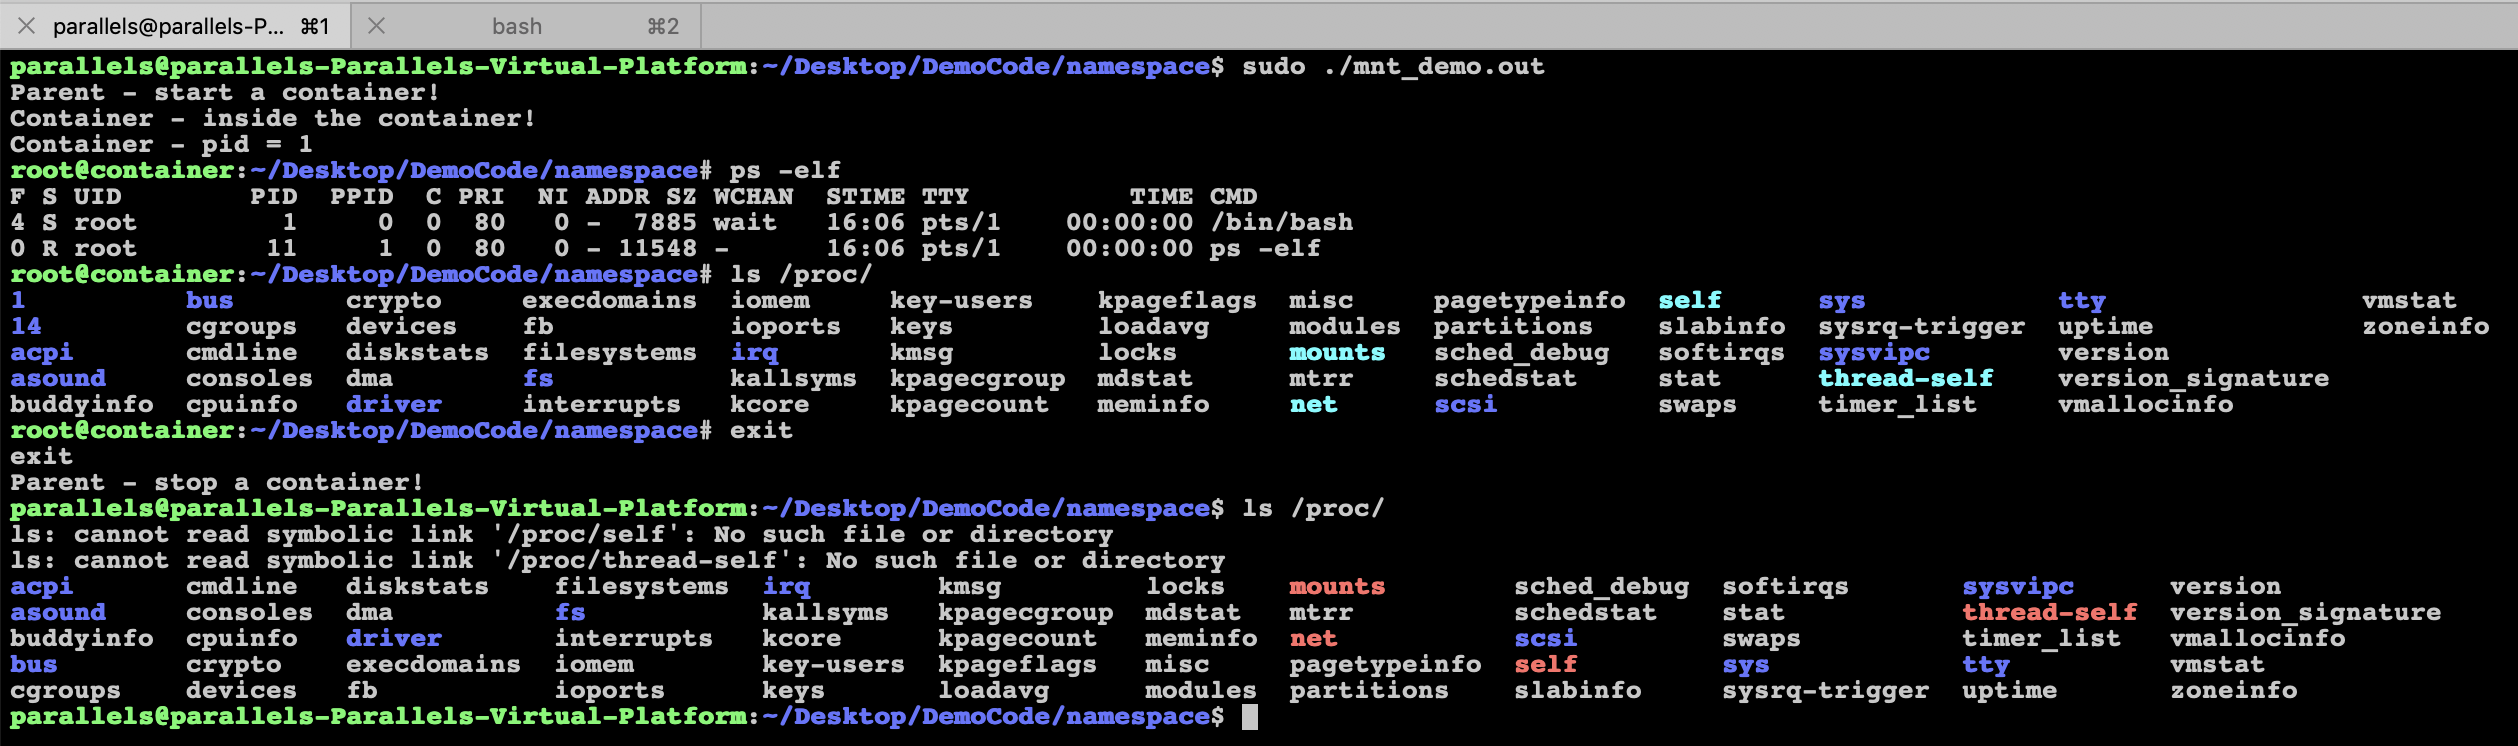 parallels@parallels-P... ⌘1 bash ⌘2
parallels@parallels-Parallels-Virtual-Platform:~/Desktop/DemoCode/namespace$ sudo ./mnt_demo.out
Parent - start a container!
Container - inside the container!
Container - pid = 1
root@container:~/Desktop/DemoCode/namespace# ps -elf
F S UID        PID  PPID  C PRI  NI ADDR SZ WCHAN  STIME TTY          TIME CMD
4 S root         1     0  0  80   0 -  7885 wait   16:06 pts/1    00:00:00 /bin/bash
0 R root        11     1  0  80   0 - 11548 -      16:06 pts/1    00:00:00 ps -elf
root@container:~/Desktop/DemoCode/namespace# ls /proc/
1          bus       crypto     execdomains  iomem     key-users    kpageflags  misc     pagetypeinfo  self       sys            tty                vmstat
14         cgroups   devices    fb           ioports   keys         loadavg     modules  partitions    slabinfo   sysrq-trigger  uptime             zoneinfo
acpi       cmdline   diskstats  filesystems  irq       kmsg         locks       mounts   sched_debug   softirqs   sysvipc        version
asound     consoles  dma        fs           kallsyms  kpagecgroup  mdstat      mtrr     schedstat     stat       thread-self    version_signature
buddyinfo  cpuinfo   driver     interrupts   kcore     kpagecount   meminfo     net      scsi          swaps      timer_list     vmallocinfo
root@container:~/Desktop/DemoCode/namespace# exit
exit
Parent - stop a container!
parallels@parallels-Parallels-Virtual-Platform:~/Desktop/DemoCode/namespace$ ls /proc/
ls: cannot read symbolic link '/proc/self': No such file or directory
ls: cannot read symbolic link '/proc/thread-self': No such file or directory
acpi       cmdline   diskstats    filesystems  irq        kmsg         locks    mounts        sched_debug  softirqs       sysvipc      version
asound     consoles  dma          fs           kallsyms   kpagecgroup  mdstat   mtrr          schedstat    stat           thread-self  version_signature
buddyinfo  cpuinfo   driver       interrupts   kcore      kpagecount   meminfo  net           scsi         swaps          timer_list   vmallocinfo
bus        crypto    execdomains  iomem        key-users  kpageflags   misc     pagetypeinfo  self         sys            tty          vmstat
cgroups    devices   fb           ioports      keys       loadavg      modules  partitions    slabinfo     sysrq-trigger  uptime       zoneinfo
parallels@parallels-Parallels-Virtual-Platform:~/Desktop/DemoCode/namespace$